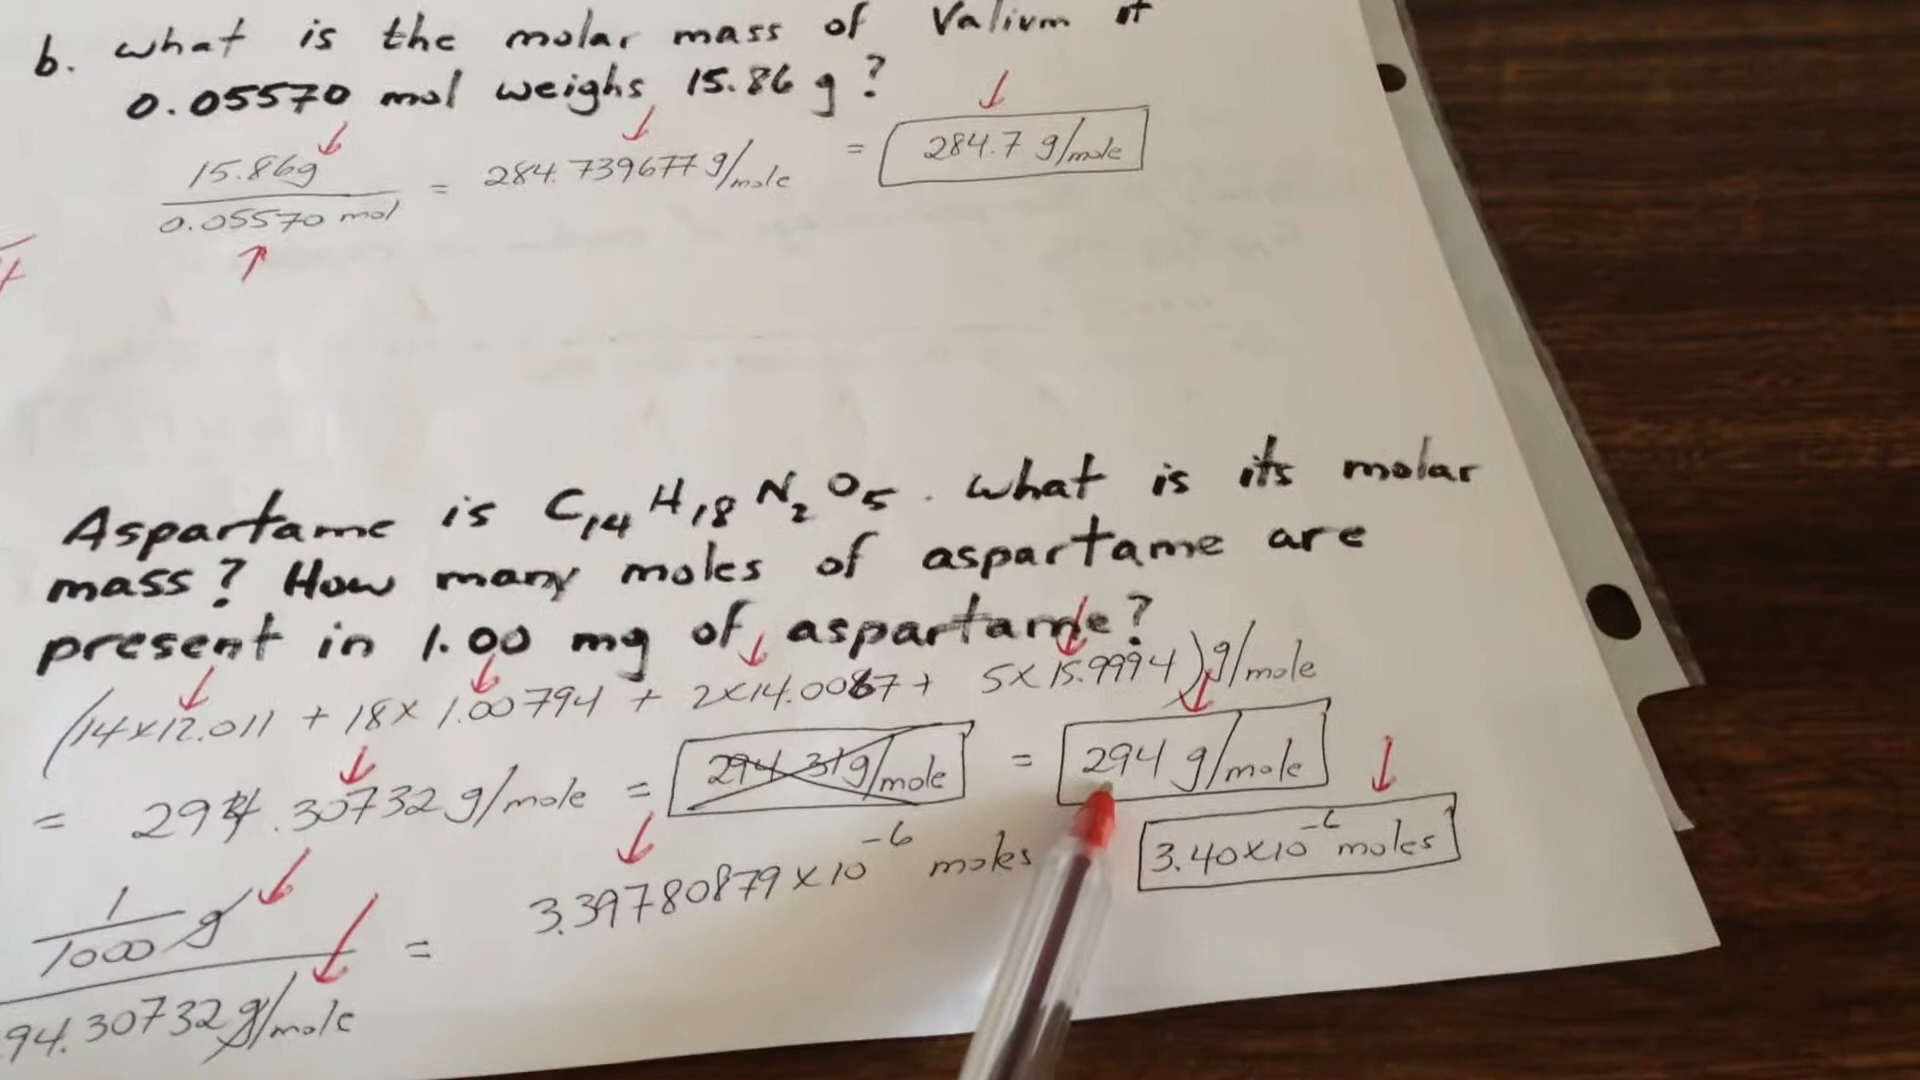 b. what is the molar mass of Valium if
0.05570 mol weighs 15.86 g?
15.86g
0.05570 mol
= 284.739677 g/mole = 284.7 g/mole
Aspartame is C₁₄H₁₈N₂O₅. what is its molar
mass? How many moles of aspartame are
present in 1.00 mg of aspartame?
(14×12.011 + 18×1.00794 + 2×14.0067 + 5×15.9994) g/mole
= 294.30732 g/mole = 294.31g/mole = 294 g/mole
1/1000 g
94.30732 g/mole
= 3.39780879×10⁻⁶ moles 3.40×10⁻⁶ moles